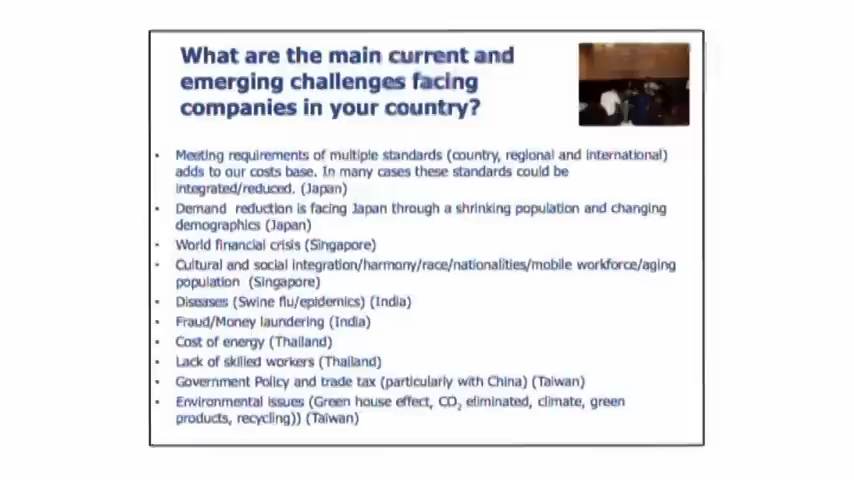 What are the main current and
emerging challenges facing
companies in your country?
• Meeting requirements of multiple standards (country, regional and international)
adds to our costs base. In many cases these standards could be
integrated/reduced. (Japan)
• Demand reduction is facing Japan through a shrinking population and changing
demographics (Japan)
• World financial crisis (Singapore)
• Cultural and social integration/harmony/race/nationalities/mobile workforce/aging
population (Singapore)
• Diseases (Swine flu/epidemics) (India)
• Fraud/Money laundering (India)
• Cost of energy (Thailand)
• Lack of skilled workers (Thailand)
• Government Policy and trade tax (particularly with China) (Taiwan)
• Environmental issues (Green house effect, CO₂ eliminated, climate, green
products, recycling)) (Taiwan)